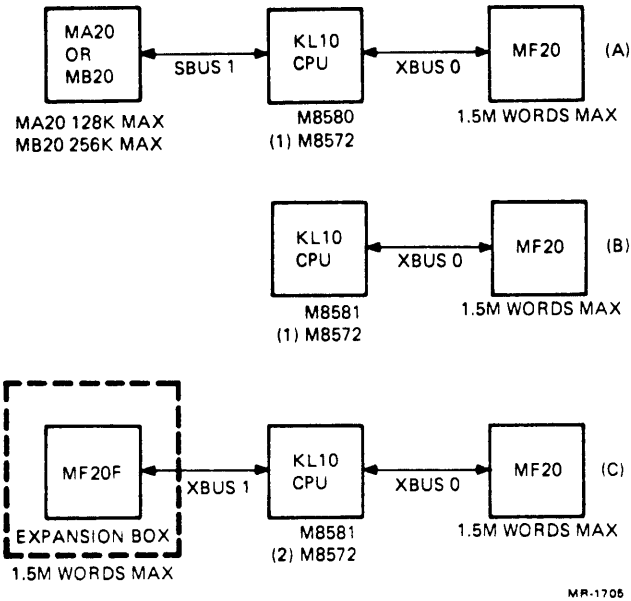 MA20
OR
MB20
SBUS 1
KL10
CPU
XBUS 0
MF20
(A)
MA20 128K MAX
MB20 256K MAX
M8580
(1) M8572
1.5M WORDS MAX
KL10
CPU
XBUS 0
MF20
(B)
M8581
(1) M8572
1.5M WORDS MAX
MF20F
EXPANSION BOX
XBUS 1
KL10
CPU
XBUS 0
MF20
(C)
1.5M WORDS MAX
M8581
(2) M8572
1.5M WORDS MAX
MR-1705